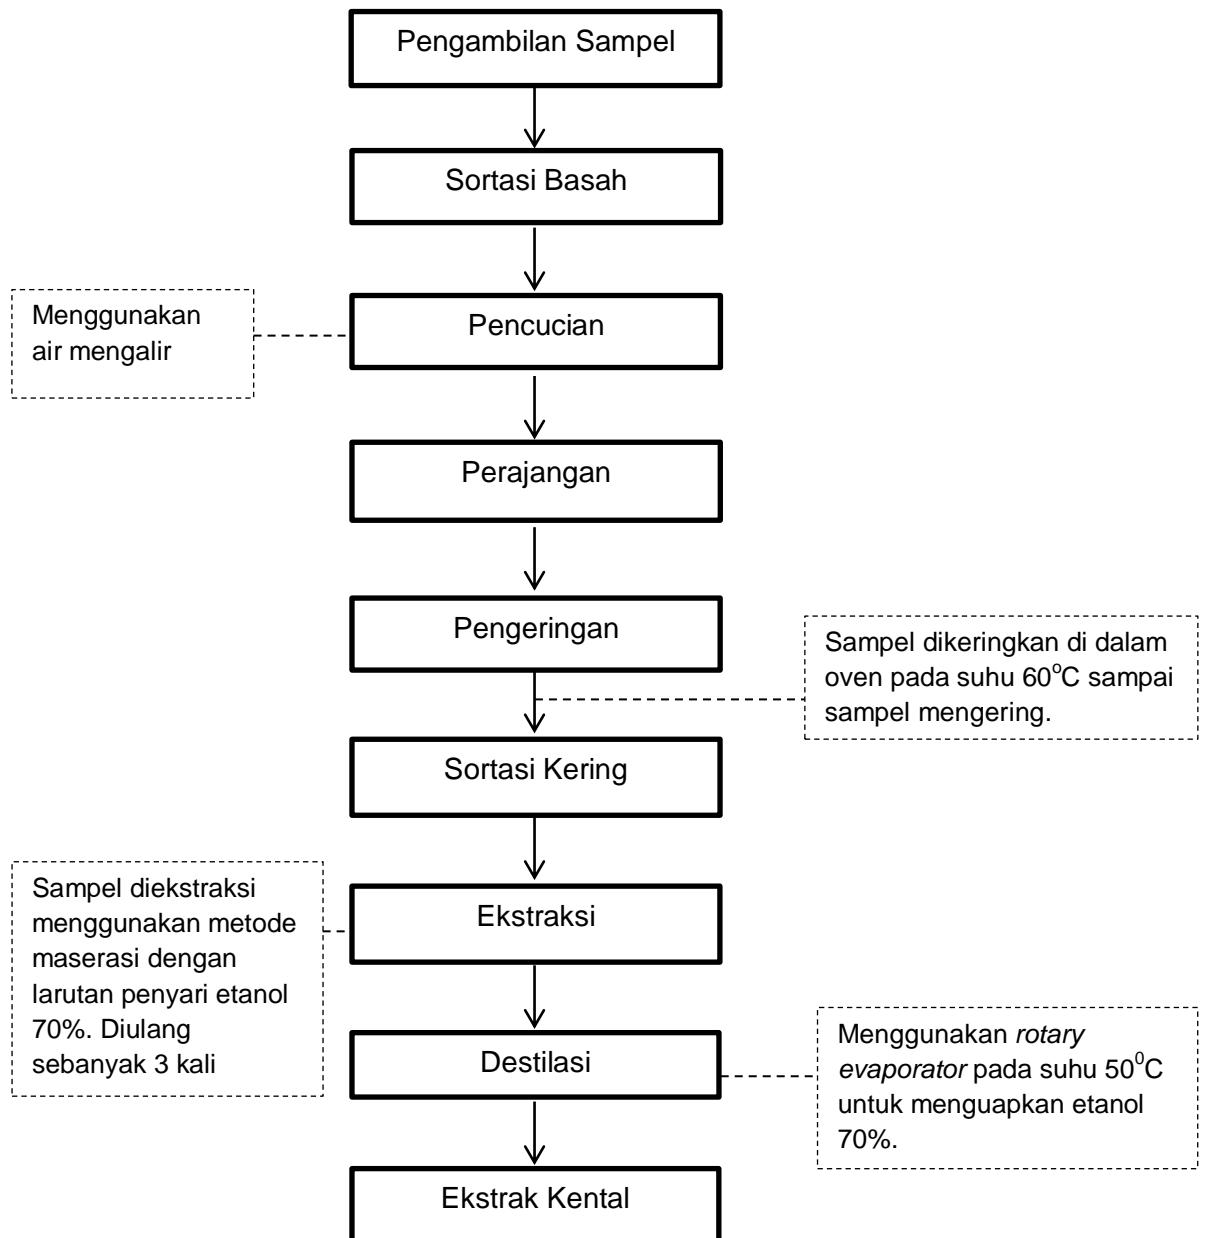 Pengambilan Sampel
Sortasi Basah
Menggunakan
air mengalir
Pencucian
Perajangan
Pengeringan
Sampel dikeringkan di dalam
oven pada suhu 60°C sampai
sampel mengering.
Sortasi Kering
Sampel diekstraksi
menggunakan metode
maserasi dengan
larutan penyari etanol
70%. Diulang
sebanyak 3 kali
Ekstraksi
Destilasi
Menggunakan rotary
evaporator pada suhu 50⁰C
untuk menguapkan etanol
70%.
Ekstrak Kental